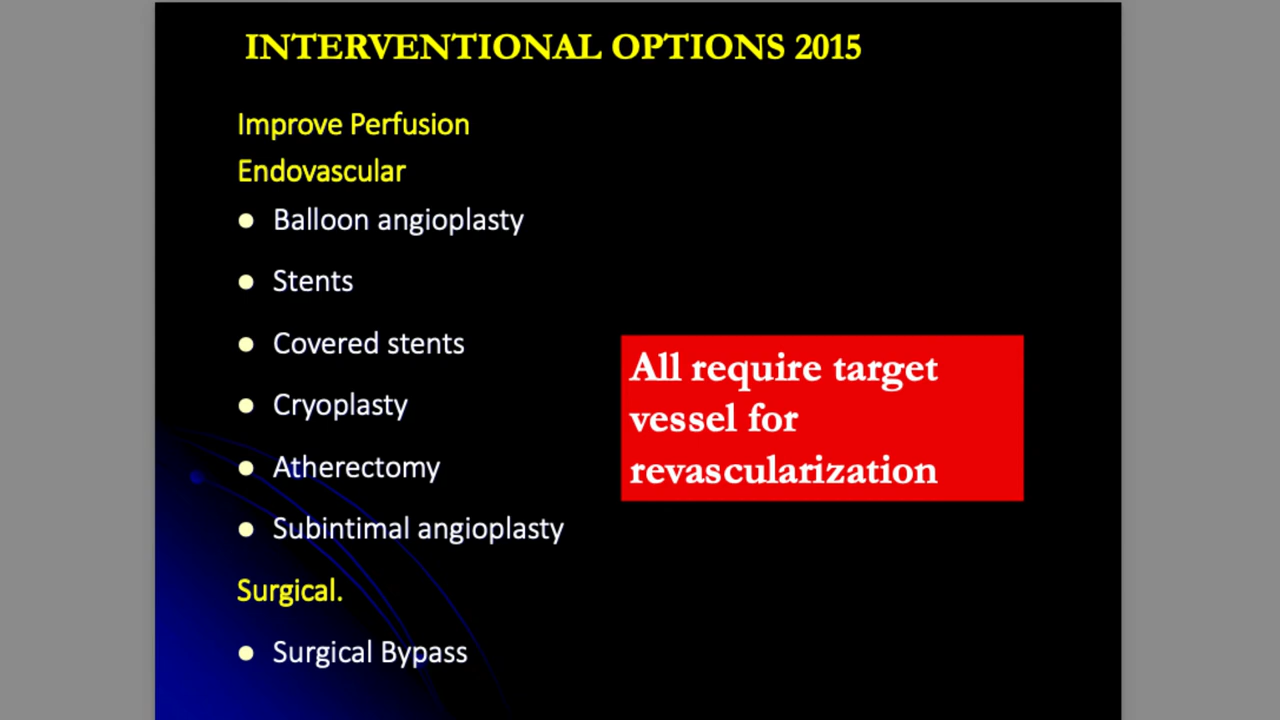 INTERVENTIONAL OPTIONS 2015
Improve Perfusion
Endovascular
● Balloon angioplasty
● Stents
● Covered stents
● Cryoplasty
● Atherectomy
● Subintimal angioplasty
Surgical.
● Surgical Bypass
All require target
vessel for
revascularization